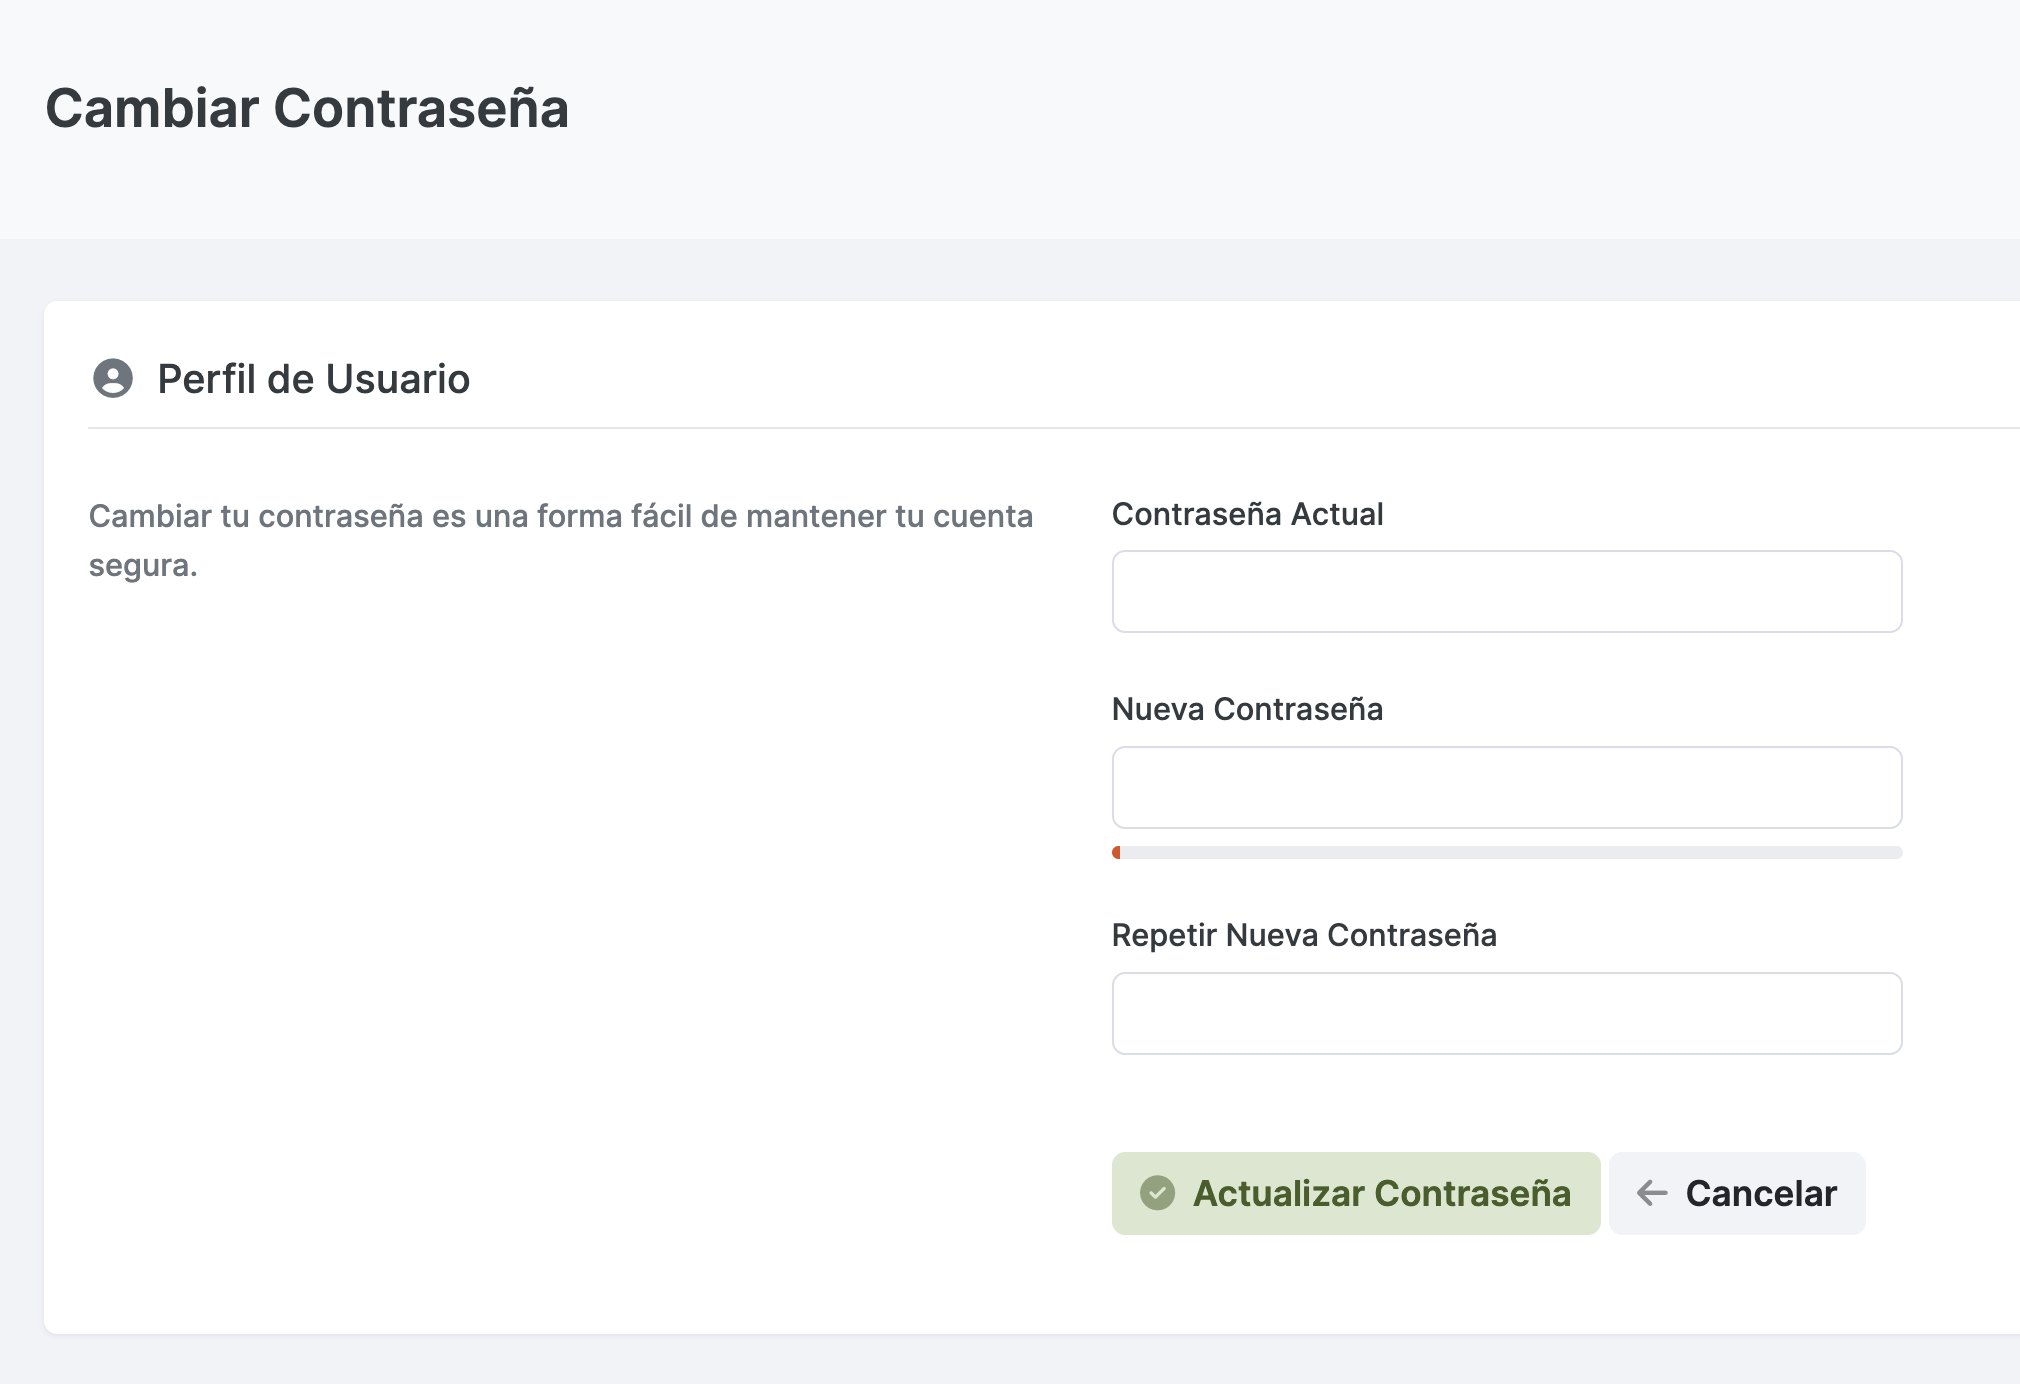 Cambiar Contraseña
Perfil de Usuario
Cambiar tu contraseña es una forma fácil de mantener tu cuenta
segura.
Contraseña Actual
Nueva Contraseña
Repetir Nueva Contraseña
Actualizar Contraseña
Cancelar